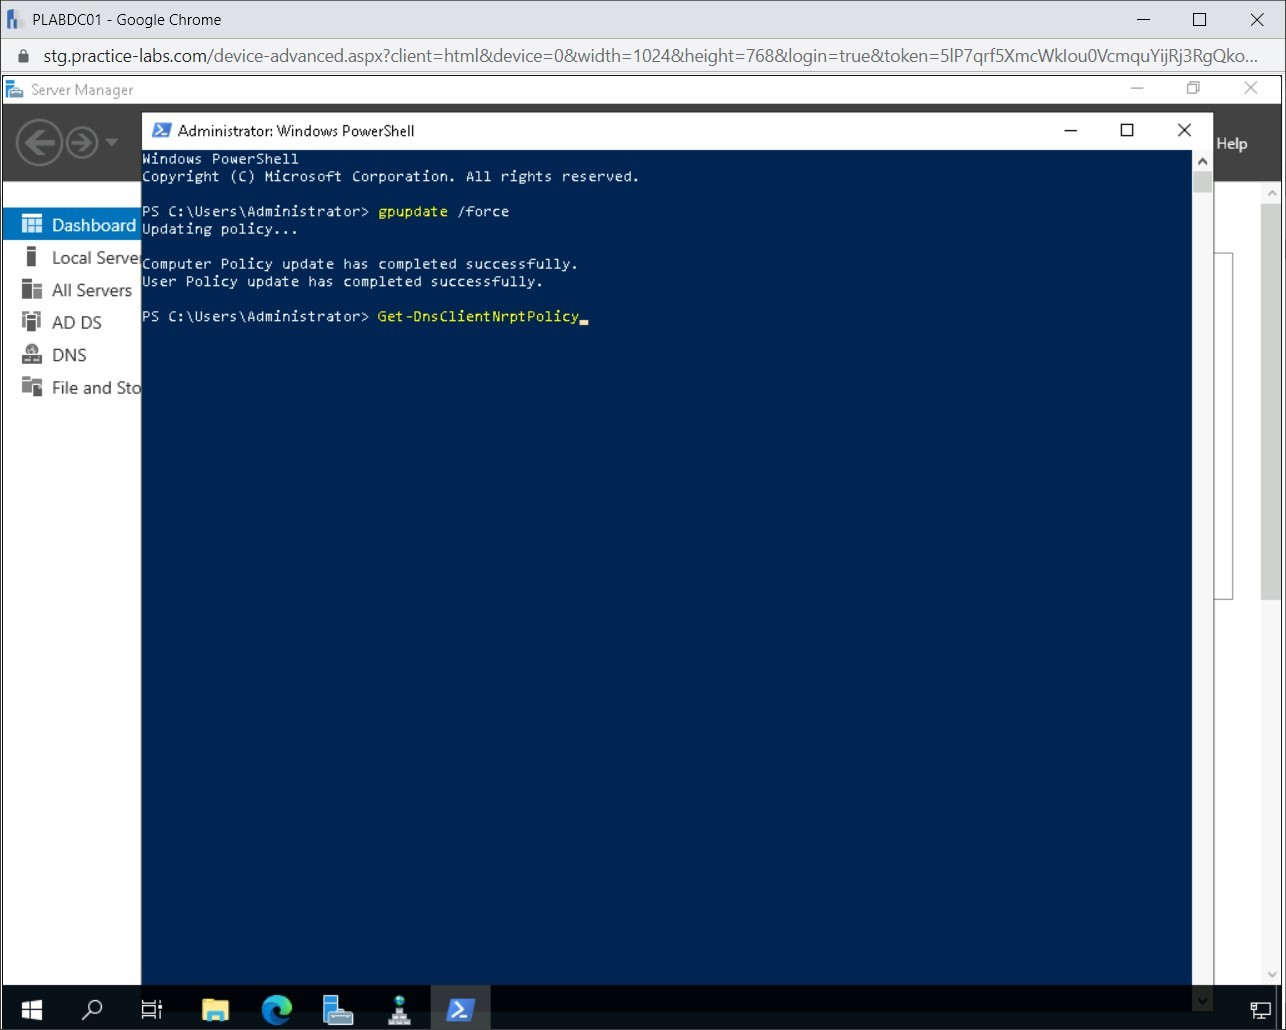 PLABDC01 - Google Chrome
stg.practice-labs.com/device-advanced.aspx?client=html&device=0&width=1024&height=768&login=true&token=5lP7qrf5XmcWkIou0VcmquYijRj3RgQko...
Server Manager
Administrator: Windows PowerShell
Help
Windows PowerShell
Copyright (C) Microsoft Corporation. All rights reserved.
PS C:\Users\Administrator> gpupdate /force
Updating policy...
Computer Policy update has completed successfully.
User Policy update has completed successfully.
PS C:\Users\Administrator> Get-DnsClientNrptPolicy
Dashboard
Local Server
All Servers
AD DS
DNS
File and Sto